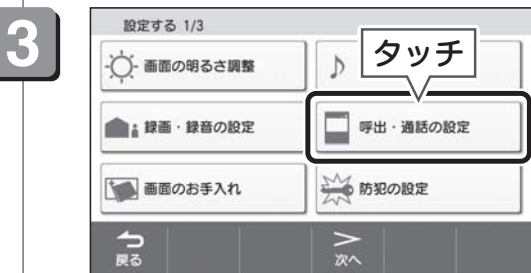 3
設定する 1/3
タッチ
画面の明るさ調整
録画・録音の設定
呼出・通話の設定
画面のお手入れ
防犯の設定
戻る
次へ